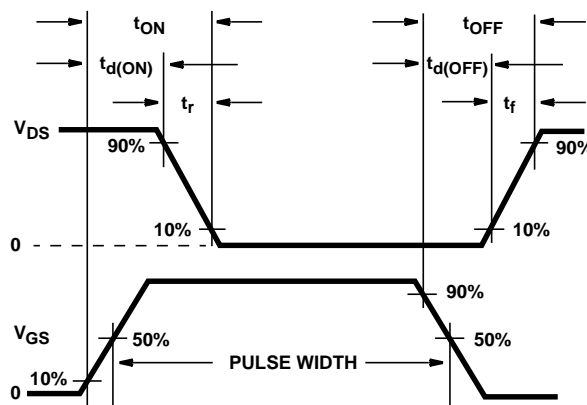 tON tOFF
td(ON) td(OFF)
tr tf
VDS
90% 90%
10% 10%
0
90%
VGS 50% 50%
PULSE WIDTH
10%
0